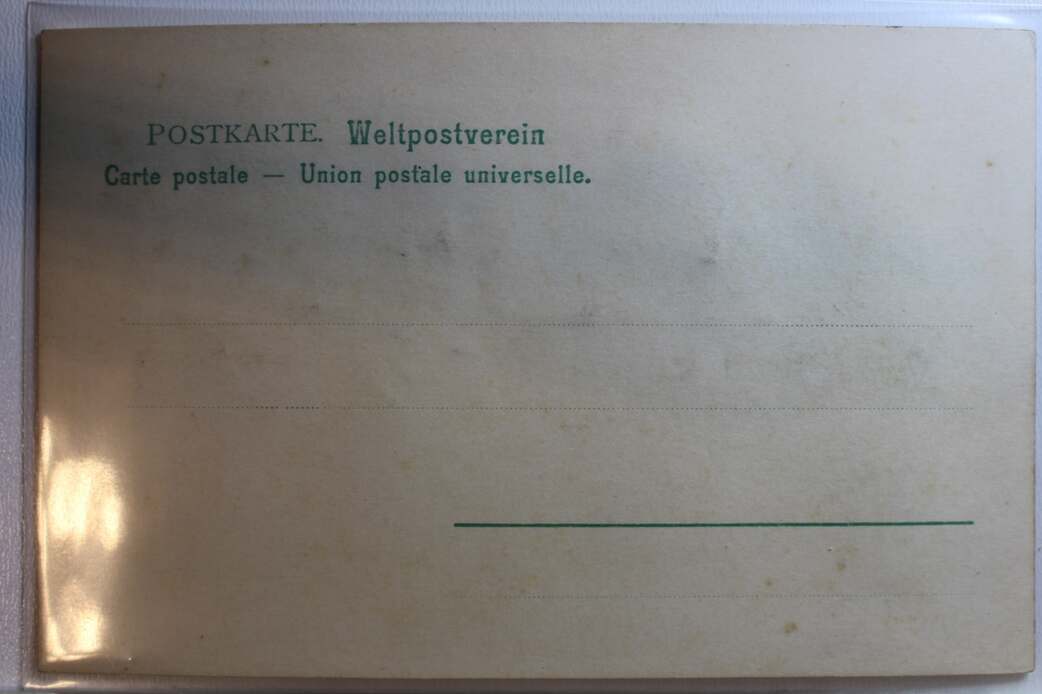 POSTKARTE. Weltpostverein
Carte postale — Union postale universelle.